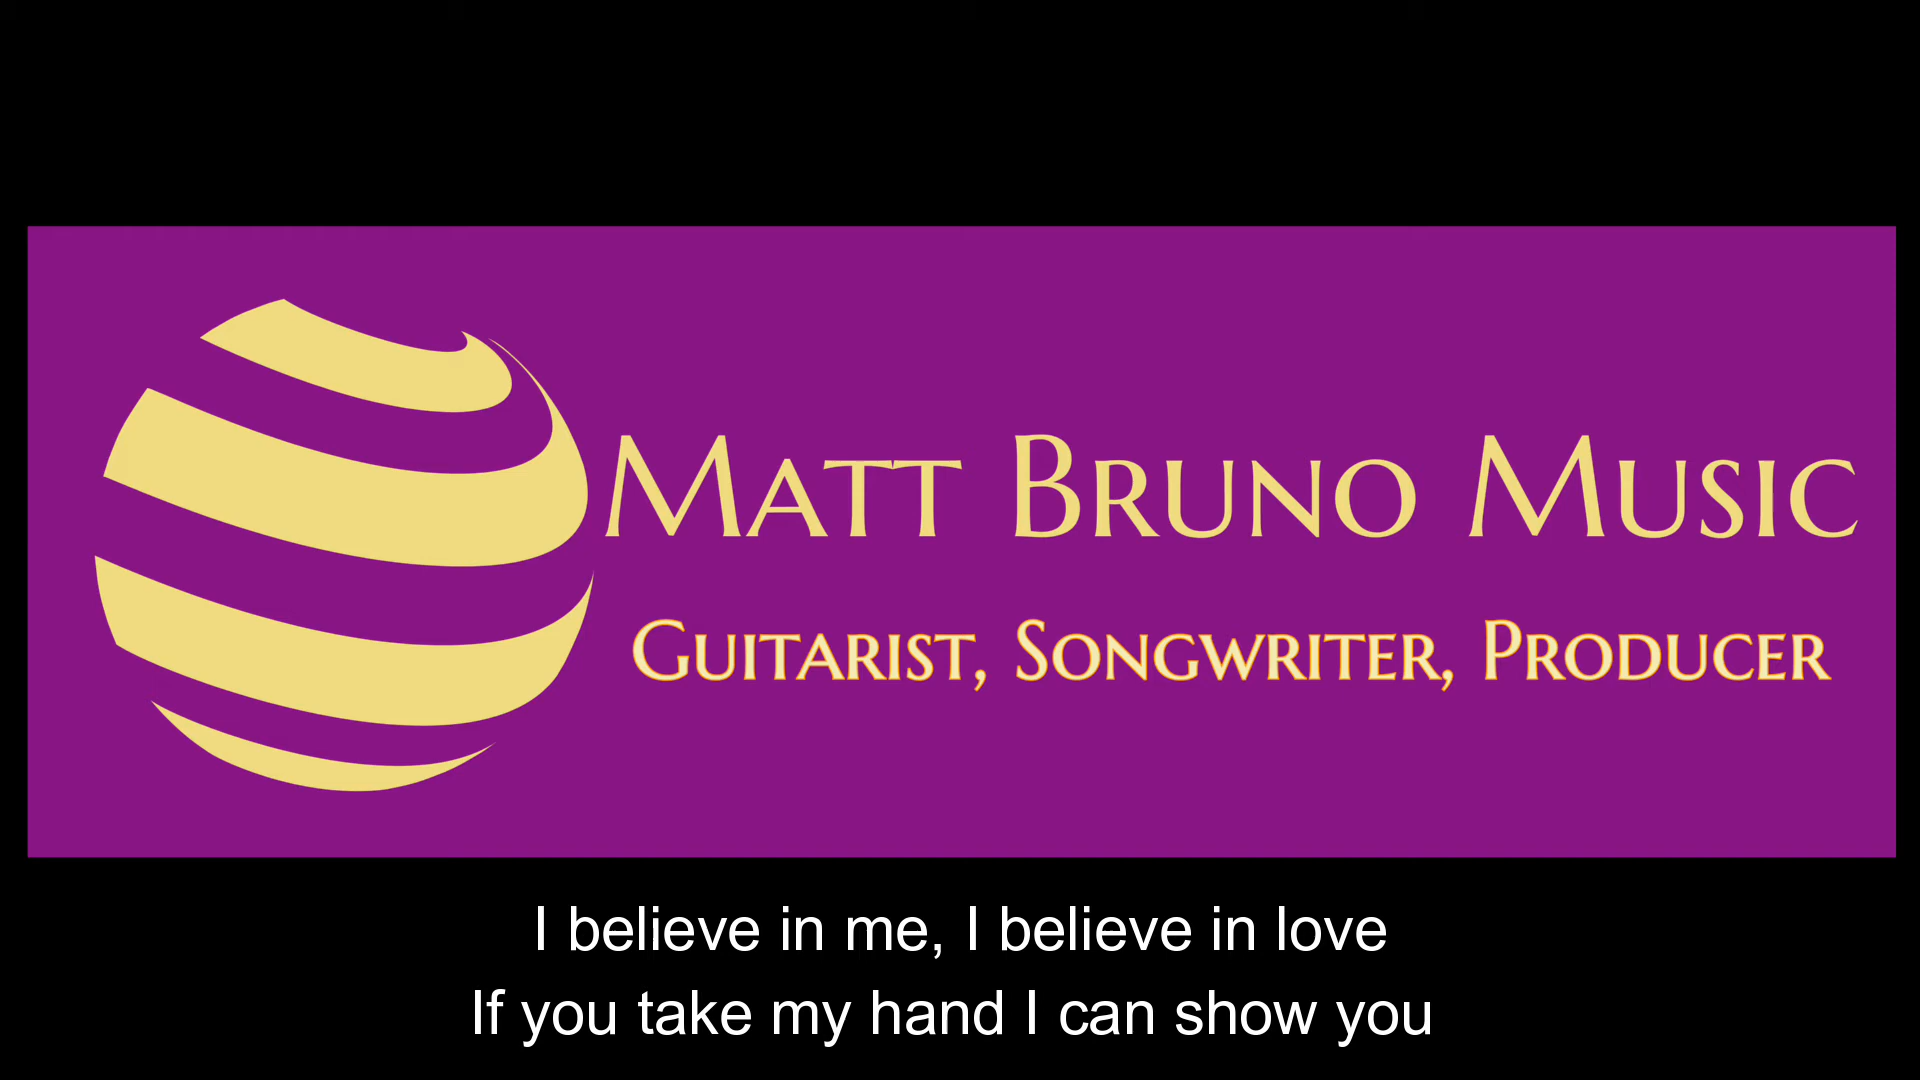 Matt Bruno Music
Guitarist, Songwriter, Producer
I believe in me, I believe in love
If you take my hand I can show you